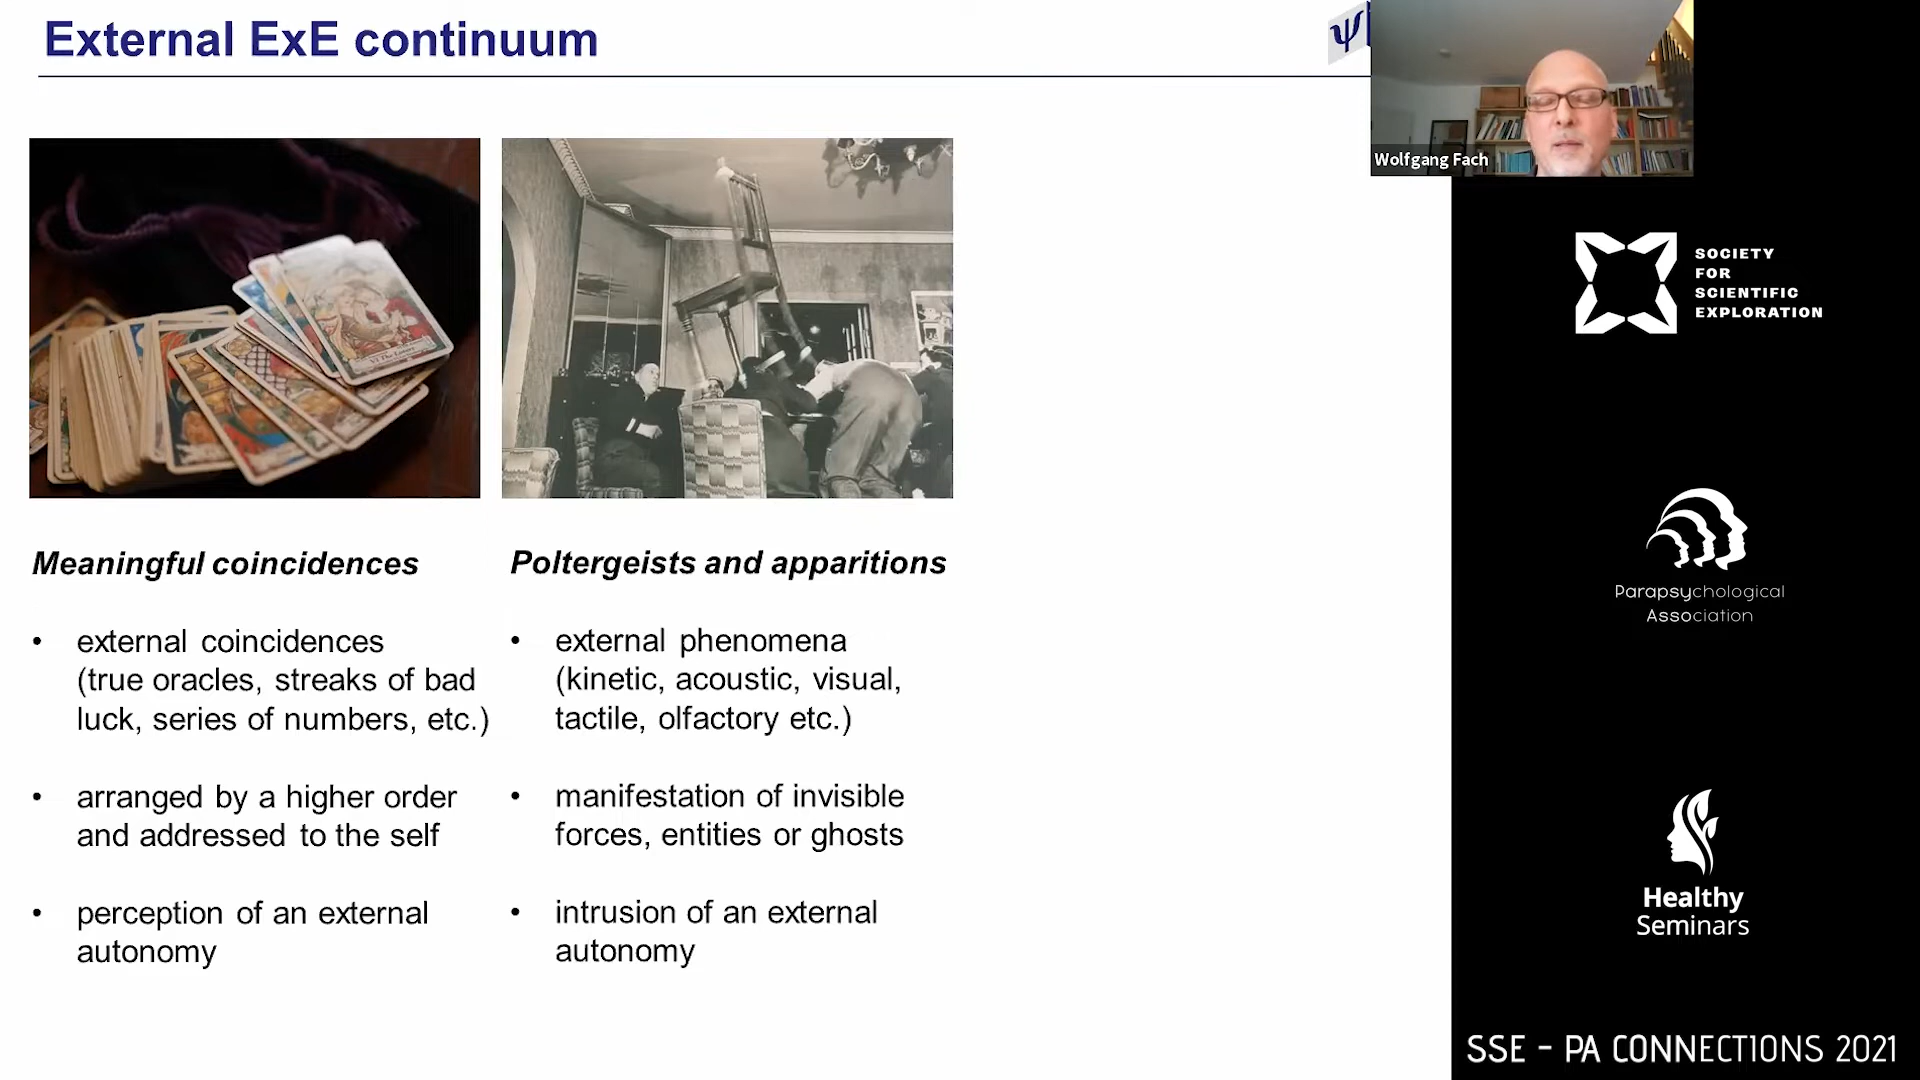 External ExE continuum
ψ
Wolfgang Fach
SOCIETY
FOR
SCIENTIFIC
EXPLORATION
Meaningful coincidences
• external coincidences
(true oracles, streaks of bad
luck, series of numbers, etc.)
• arranged by a higher order
and addressed to the self
• perception of an external
autonomy
Poltergeists and apparitions
• external phenomena
(kinetic, acoustic, visual,
tactile, olfactory etc.)
• manifestation of invisible
forces, entities or ghosts
• intrusion of an external
autonomy
Parapsychological
Association
Healthy
Seminars
SSE - PA CONNECTIONS 2021